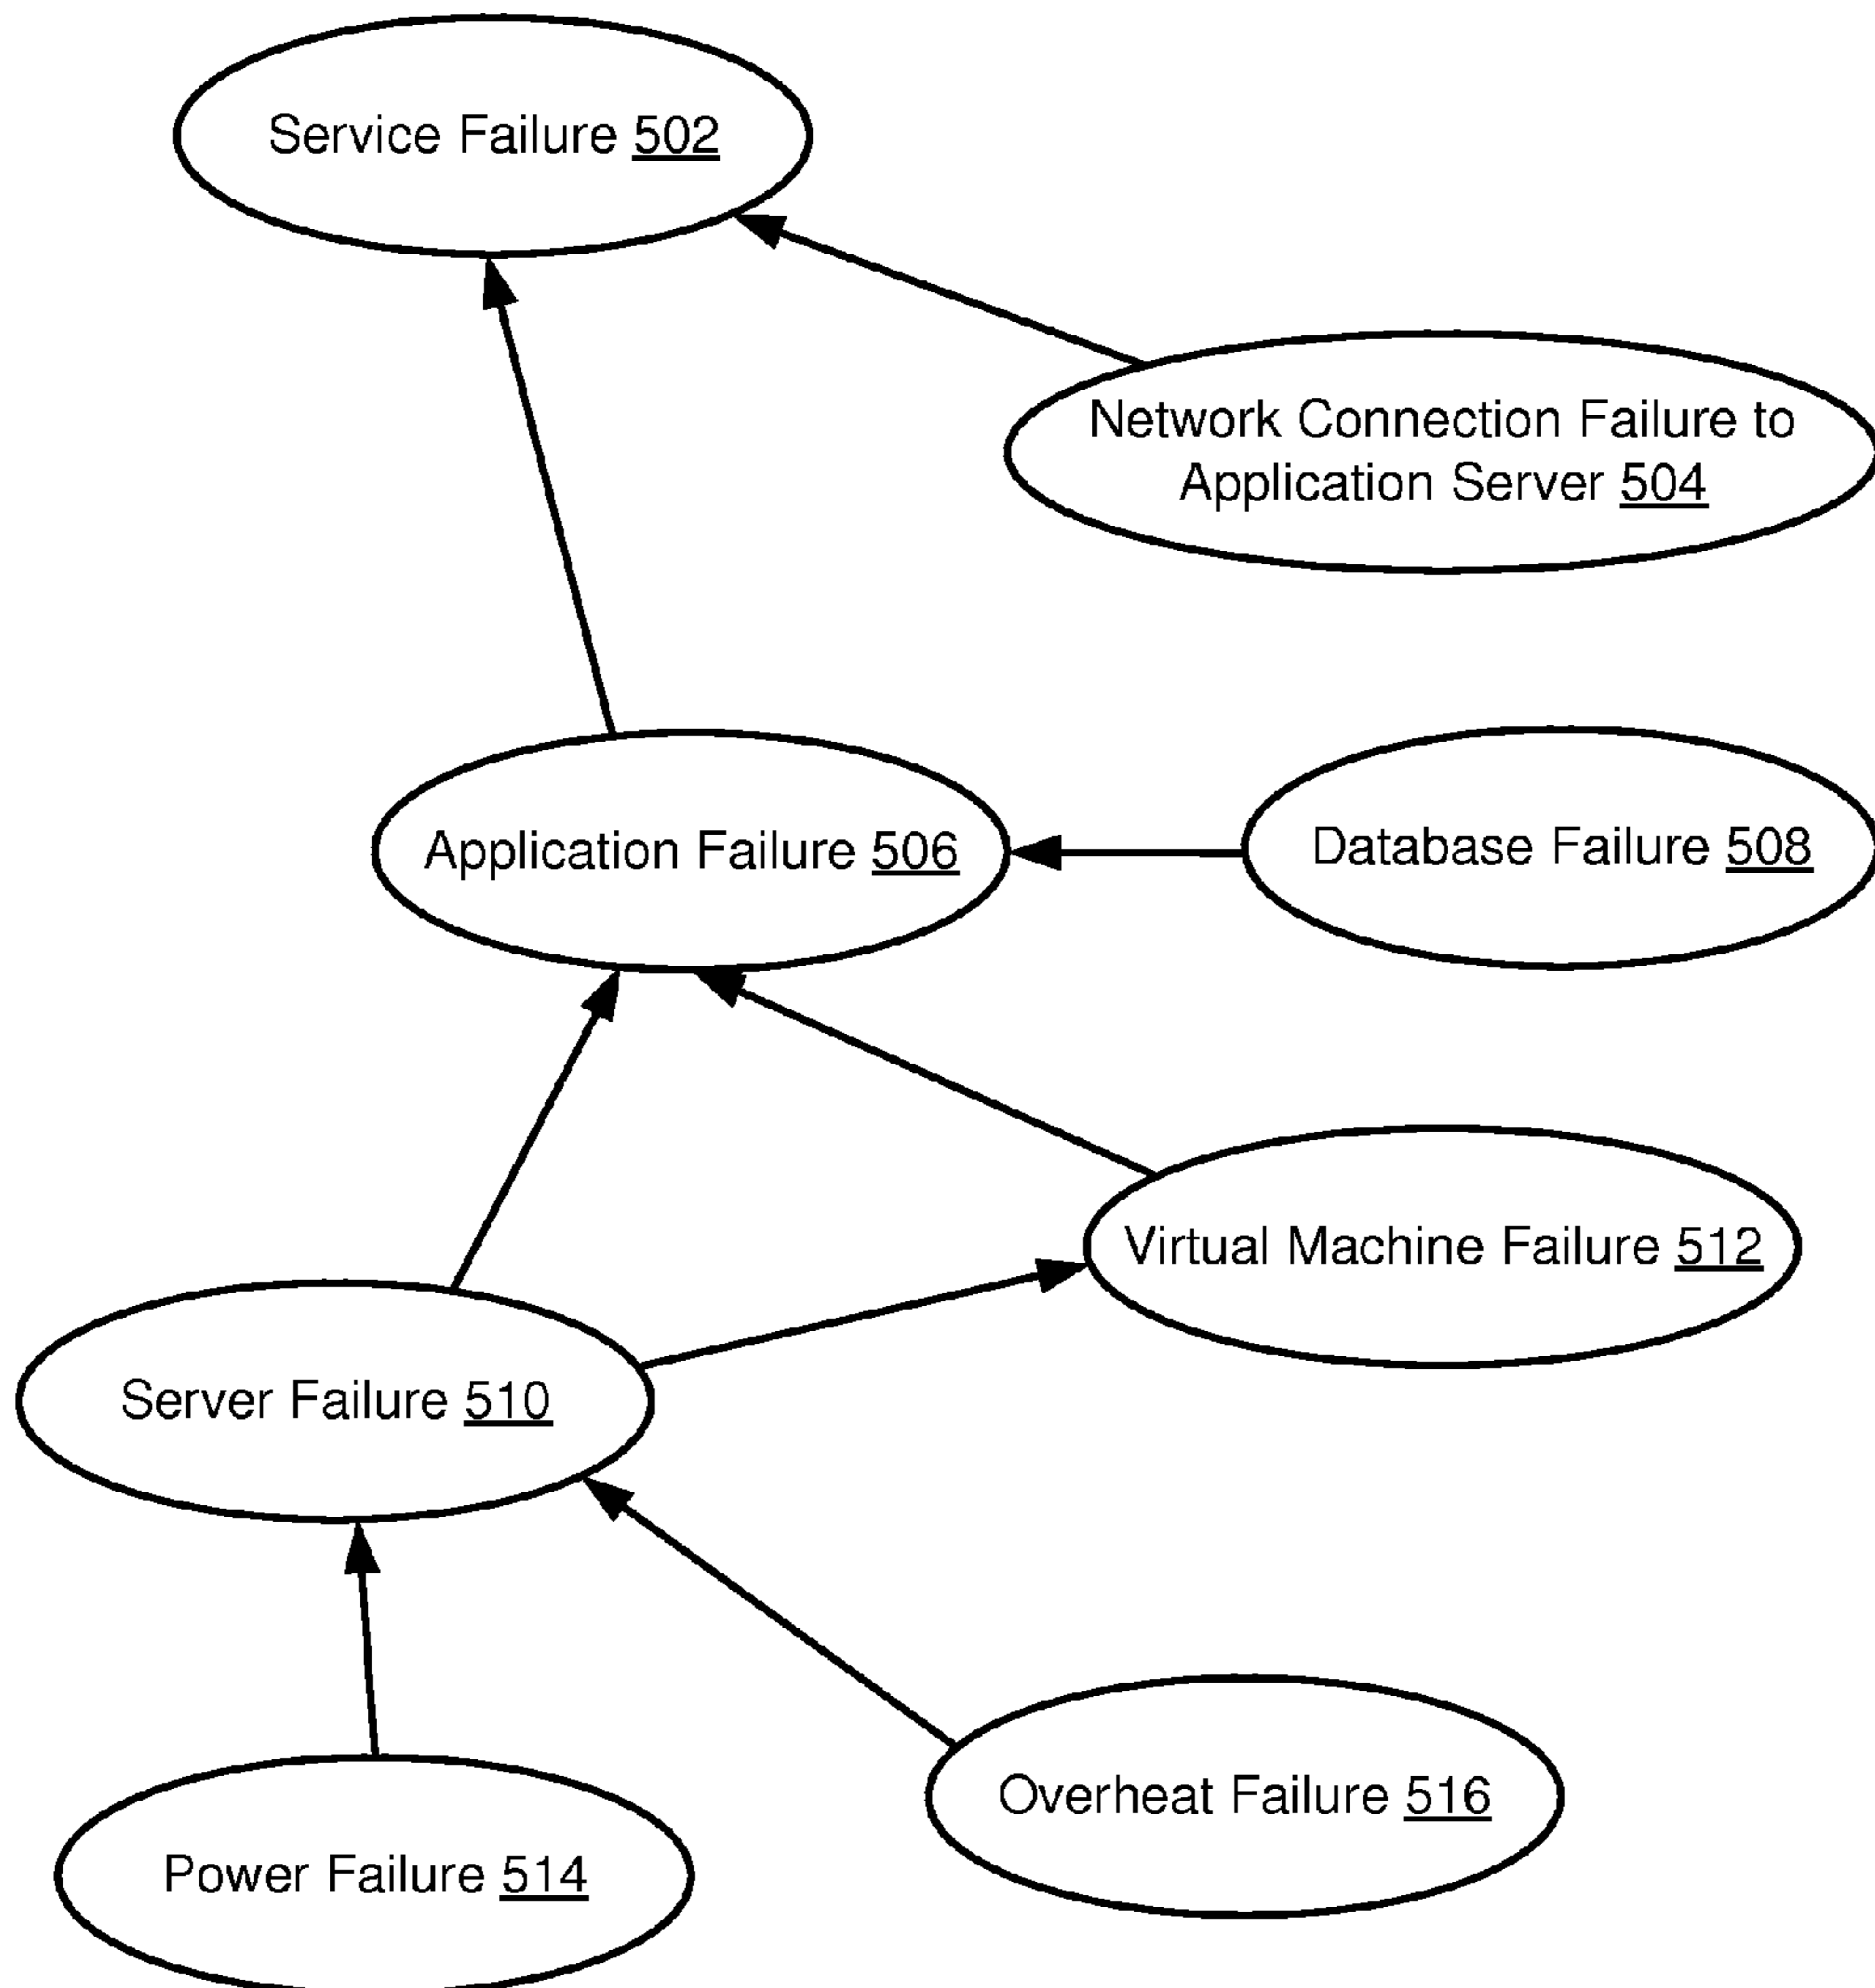 Service Failure 502
Network Connection Failure to
Application Server 504
Application Failure 506
Database Failure 508
Virtual Machine Failure 512
Server Failure 510
Overheat Failure 516
Power Failure 514